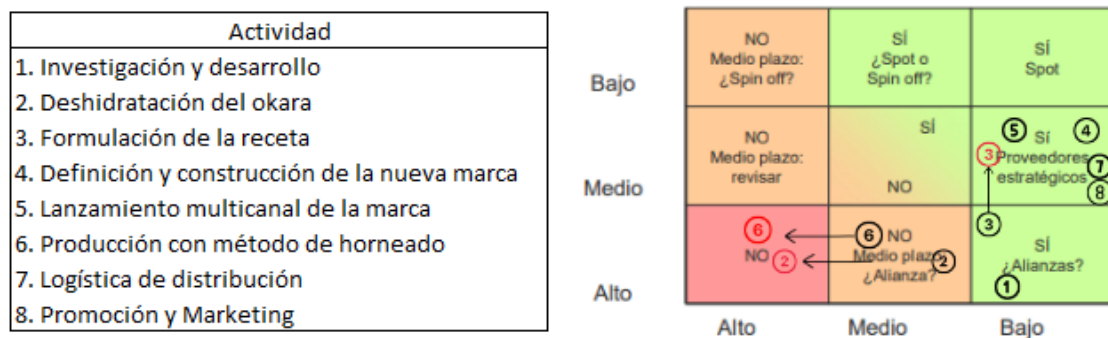 Actividad
1. Investigación y desarrollo
2. Deshidratación del okara
3. Formulación de la receta
4. Definición y construcción de la nueva marca
5. Lanzamiento multicanal de la marca
6. Producción con método de horneado
7. Logística de distribución
8. Promoción y Marketing
Bajo
NO
Medio plazo:
¿Spin off?
SÍ
¿Spot o
Spin off?
SÍ
Spot
Medio
NO
Medio plazo:
revisar
SÍ
NO
5
4
SÍ
3
Proveedores
7
estratégicos
8
Alto
6
NO
2
6
NO
Medio plazo:
2
¿Alianza?
3
SÍ
¿Alianzas?
1
Alto
Medio
Bajo